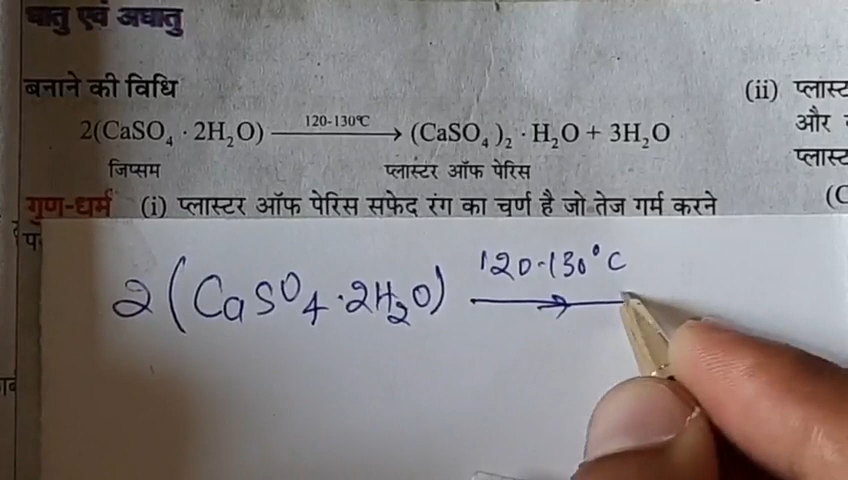 धातु एवं अधातु
बनाने की विधि
2(CaSO₄ · 2H₂O) 120-130°C ⟶ (CaSO₄)₂ · H₂O + 3H₂O
जिप्सम प्लास्टर ऑफ पेरिस
गुण-धर्म (i) प्लास्टर ऑफ पेरिस सफेद रंग का चूर्ण है जो तेज गर्म करने
(ii)
और
2(CaSO₄·2H₂O) 120-130°C ⟶